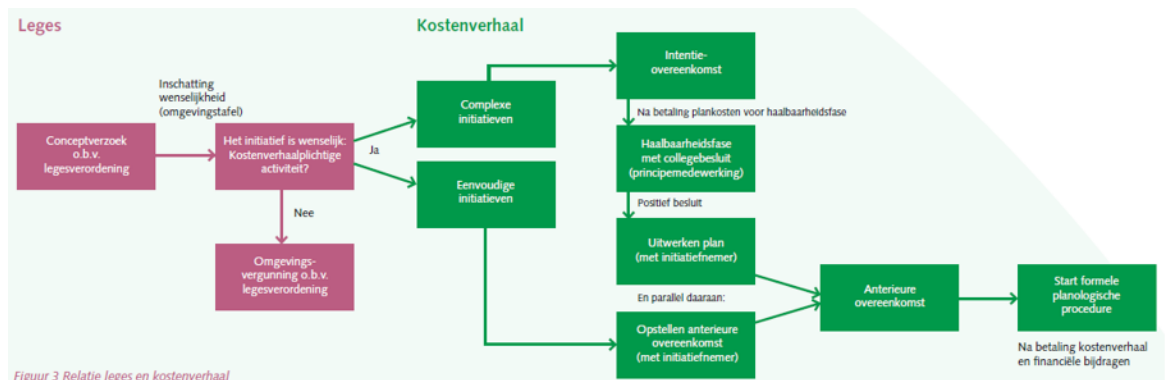 Leges
Kostenverhaal
Inschatting
wenselijkheid
(omgevingstafel)
Conceptverzoek
o.b.v.
legesverordening
Het initiatief is wenselijk:
Kostenverhaalplichtige
activiteit?
Ja
Nee
Omgevings-
vergunning o.b.v.
legesverordening
Complexe
initiatieven
Eenvoudige
initiatieven
Intentie-
overeenkomst
Na betaling plankosten voor haalbaarheidsfase
Haalbaarheidsfase
met collegebesluit
(principemedewerking)
Positief besluit
Uitwerken plan
(met initiatiefnemer)
En parallel daaraan:
Opstellen anterieure
overeenkomst
(met initiatiefnemer)
Anterieure
overeenkomst
Start formele
planologische
procedure
Na betaling kostenverhaal
en financiële bijdragen
Figuur 3 Relatie leges en kostenverhaal